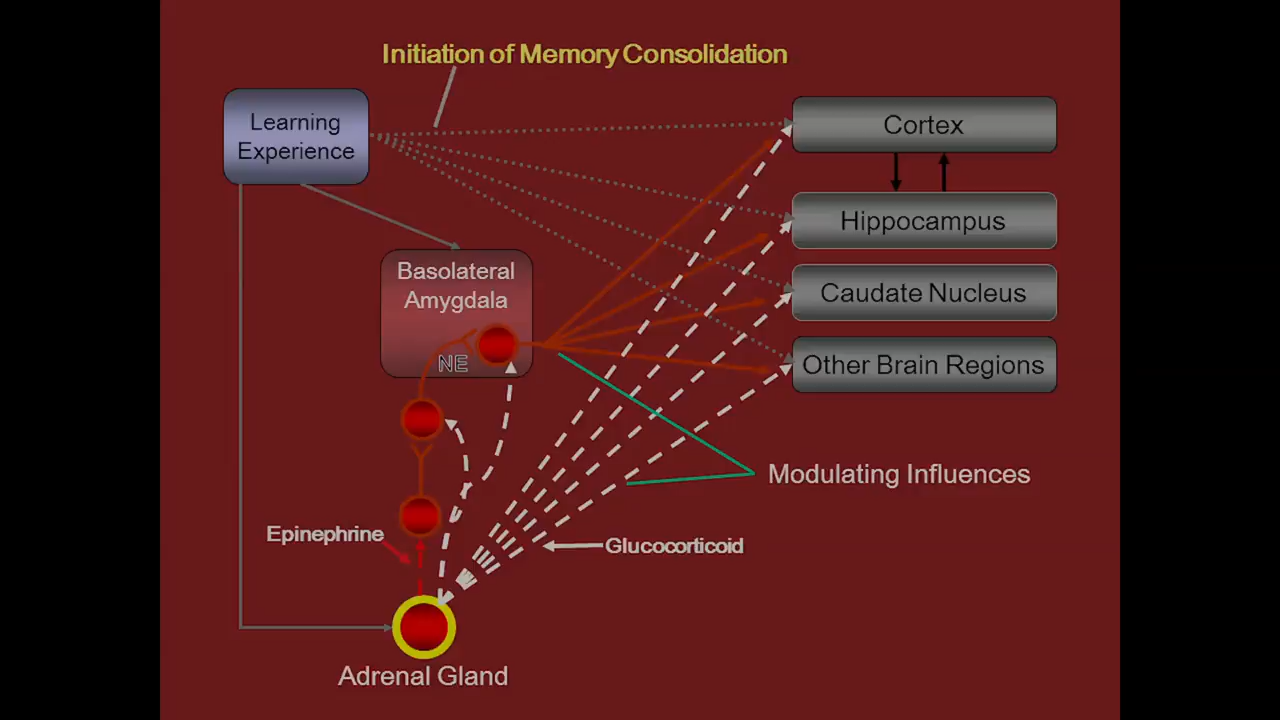 Initiation of Memory Consolidation
Learning
Experience
Cortex
Hippocampus
Basolateral
Amygdala
Caudate Nucleus
NE
Other Brain Regions
Modulating Influences
Epinephrine
Glucocorticoid
Adrenal Gland